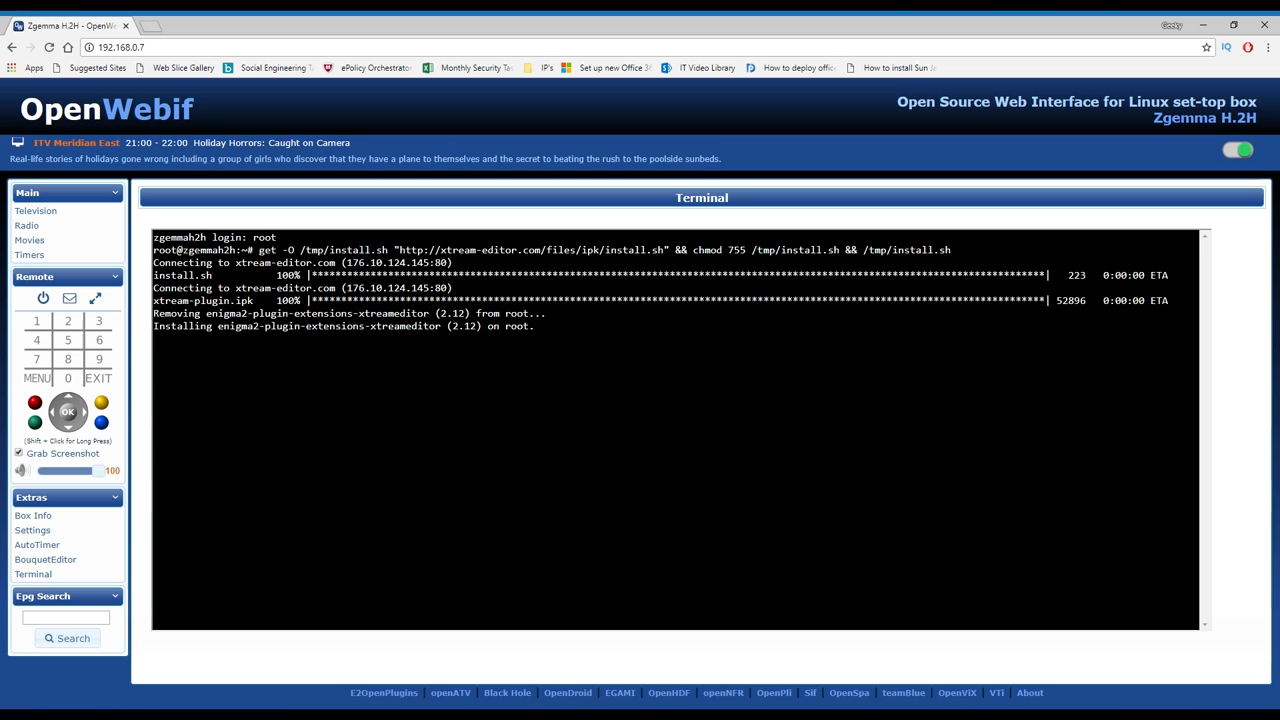 Zgemma H.2H - OpenWe
Geeky
192.168.0.7
Apps Suggested Sites Web Slice Gallery Social Engineering T ePolicy Orchestrator Monthly Security Tas IP's Set up new Office 36 IT Video Library How to deploy office How to install Sun Ja
OpenWebif
Open Source Web Interface for Linux set-top box
Zgemma H.2H
ITV Meridian East 21:00 - 22:00 Holiday Horrors: Caught on Camera
Real-life stories of holidays gone wrong including a group of girls who discover that they have a plane to themselves and the secret to beating the rush to the poolside sunbeds.
Main
Television
Radio
Movies
Timers
Remote
1 2 3
4 5 6
7 8 9
MENU 0 EXIT
OK
(Shift + Click for Long Press)
Grab Screenshot
100
Extras
Box Info
Settings
AutoTimer
BouquetEditor
Terminal
Epg Search
Search
Terminal
zgemmah2h login: root
root@zgemmah2h:~# get -O /tmp/install.sh "http://xtream-editor.com/files/ipk/install.sh" && chmod 755 /tmp/install.sh && /tmp/install.sh
Connecting to xtream-editor.com (176.10.124.145:80)
install.sh 100% |*******************************************************************************************************************************| 223 0:00:00 ETA
Connecting to xtream-editor.com (176.10.124.145:80)
xtream-plugin.ipk 100% |*******************************************************************************************************************************| 52896 0:00:00 ETA
Removing enigma2-plugin-extensions-xtreameditor (2.12) from root...
Installing enigma2-plugin-extensions-xtreameditor (2.12) on root.
E2OpenPlugins | openATV | Black Hole | OpenDroid | EGAMI | OpenHDF | openNFR | OpenPli | Sif | OpenSpa | teamBlue | OpenViX | VTi | About